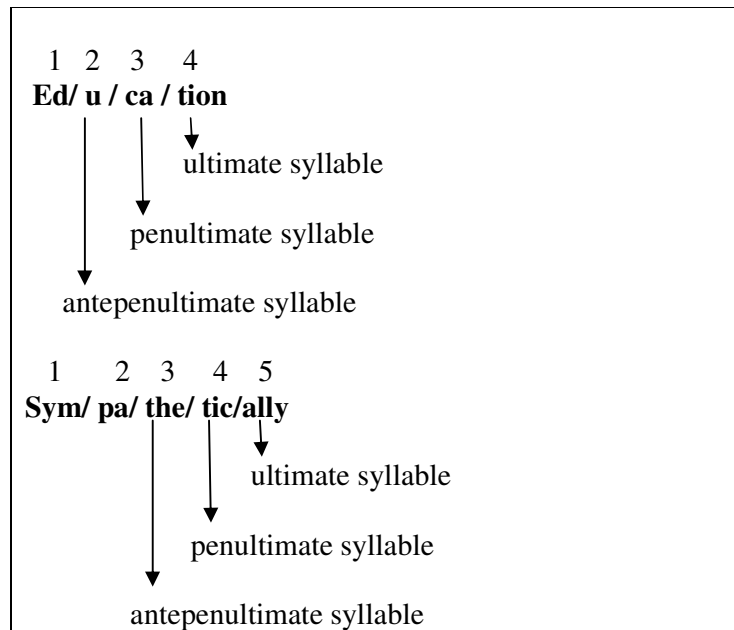 1 2 3 4
Ed/ u / ca / tion
ultimate syllable
penultimate syllable
antepenultimate syllable
1 2 3 4 5
Sym/ pa/ the/ tic/ally
ultimate syllable
penultimate syllable
antepenultimate syllable